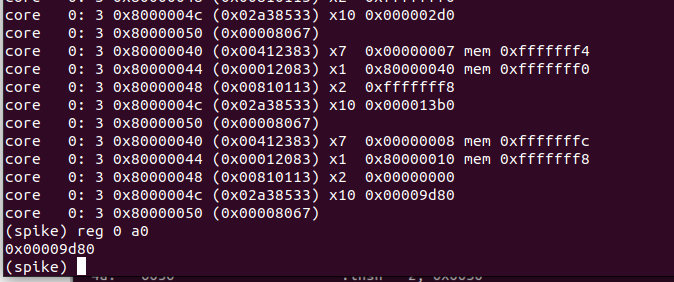 core   0: 3 0x80000048 (0x00810113) x2  0xfffffff0
core   0: 3 0x8000004c (0x02a38533) x10 0x000002d0
core   0: 3 0x80000050 (0x00008067)
core   0: 3 0x80000040 (0x00412383) x7  0x00000007 mem 0xfffffff4
core   0: 3 0x80000044 (0x00012083) x1  0x80000040 mem 0xfffffff0
core   0: 3 0x80000048 (0x00810113) x2  0xfffffff8
core   0: 3 0x8000004c (0x02a38533) x10 0x000013b0
core   0: 3 0x80000050 (0x00008067)
core   0: 3 0x80000040 (0x00412383) x7  0x00000008 mem 0xfffffffc
core   0: 3 0x80000044 (0x00012083) x1  0x80000010 mem 0xfffffff8
core   0: 3 0x80000048 (0x00810113) x2  0x00000000
core   0: 3 0x8000004c (0x02a38533) x10 0x00009d80
core   0: 3 0x80000050 (0x00008067)
(spike) reg 0 a0
0x00009d80
(spike)